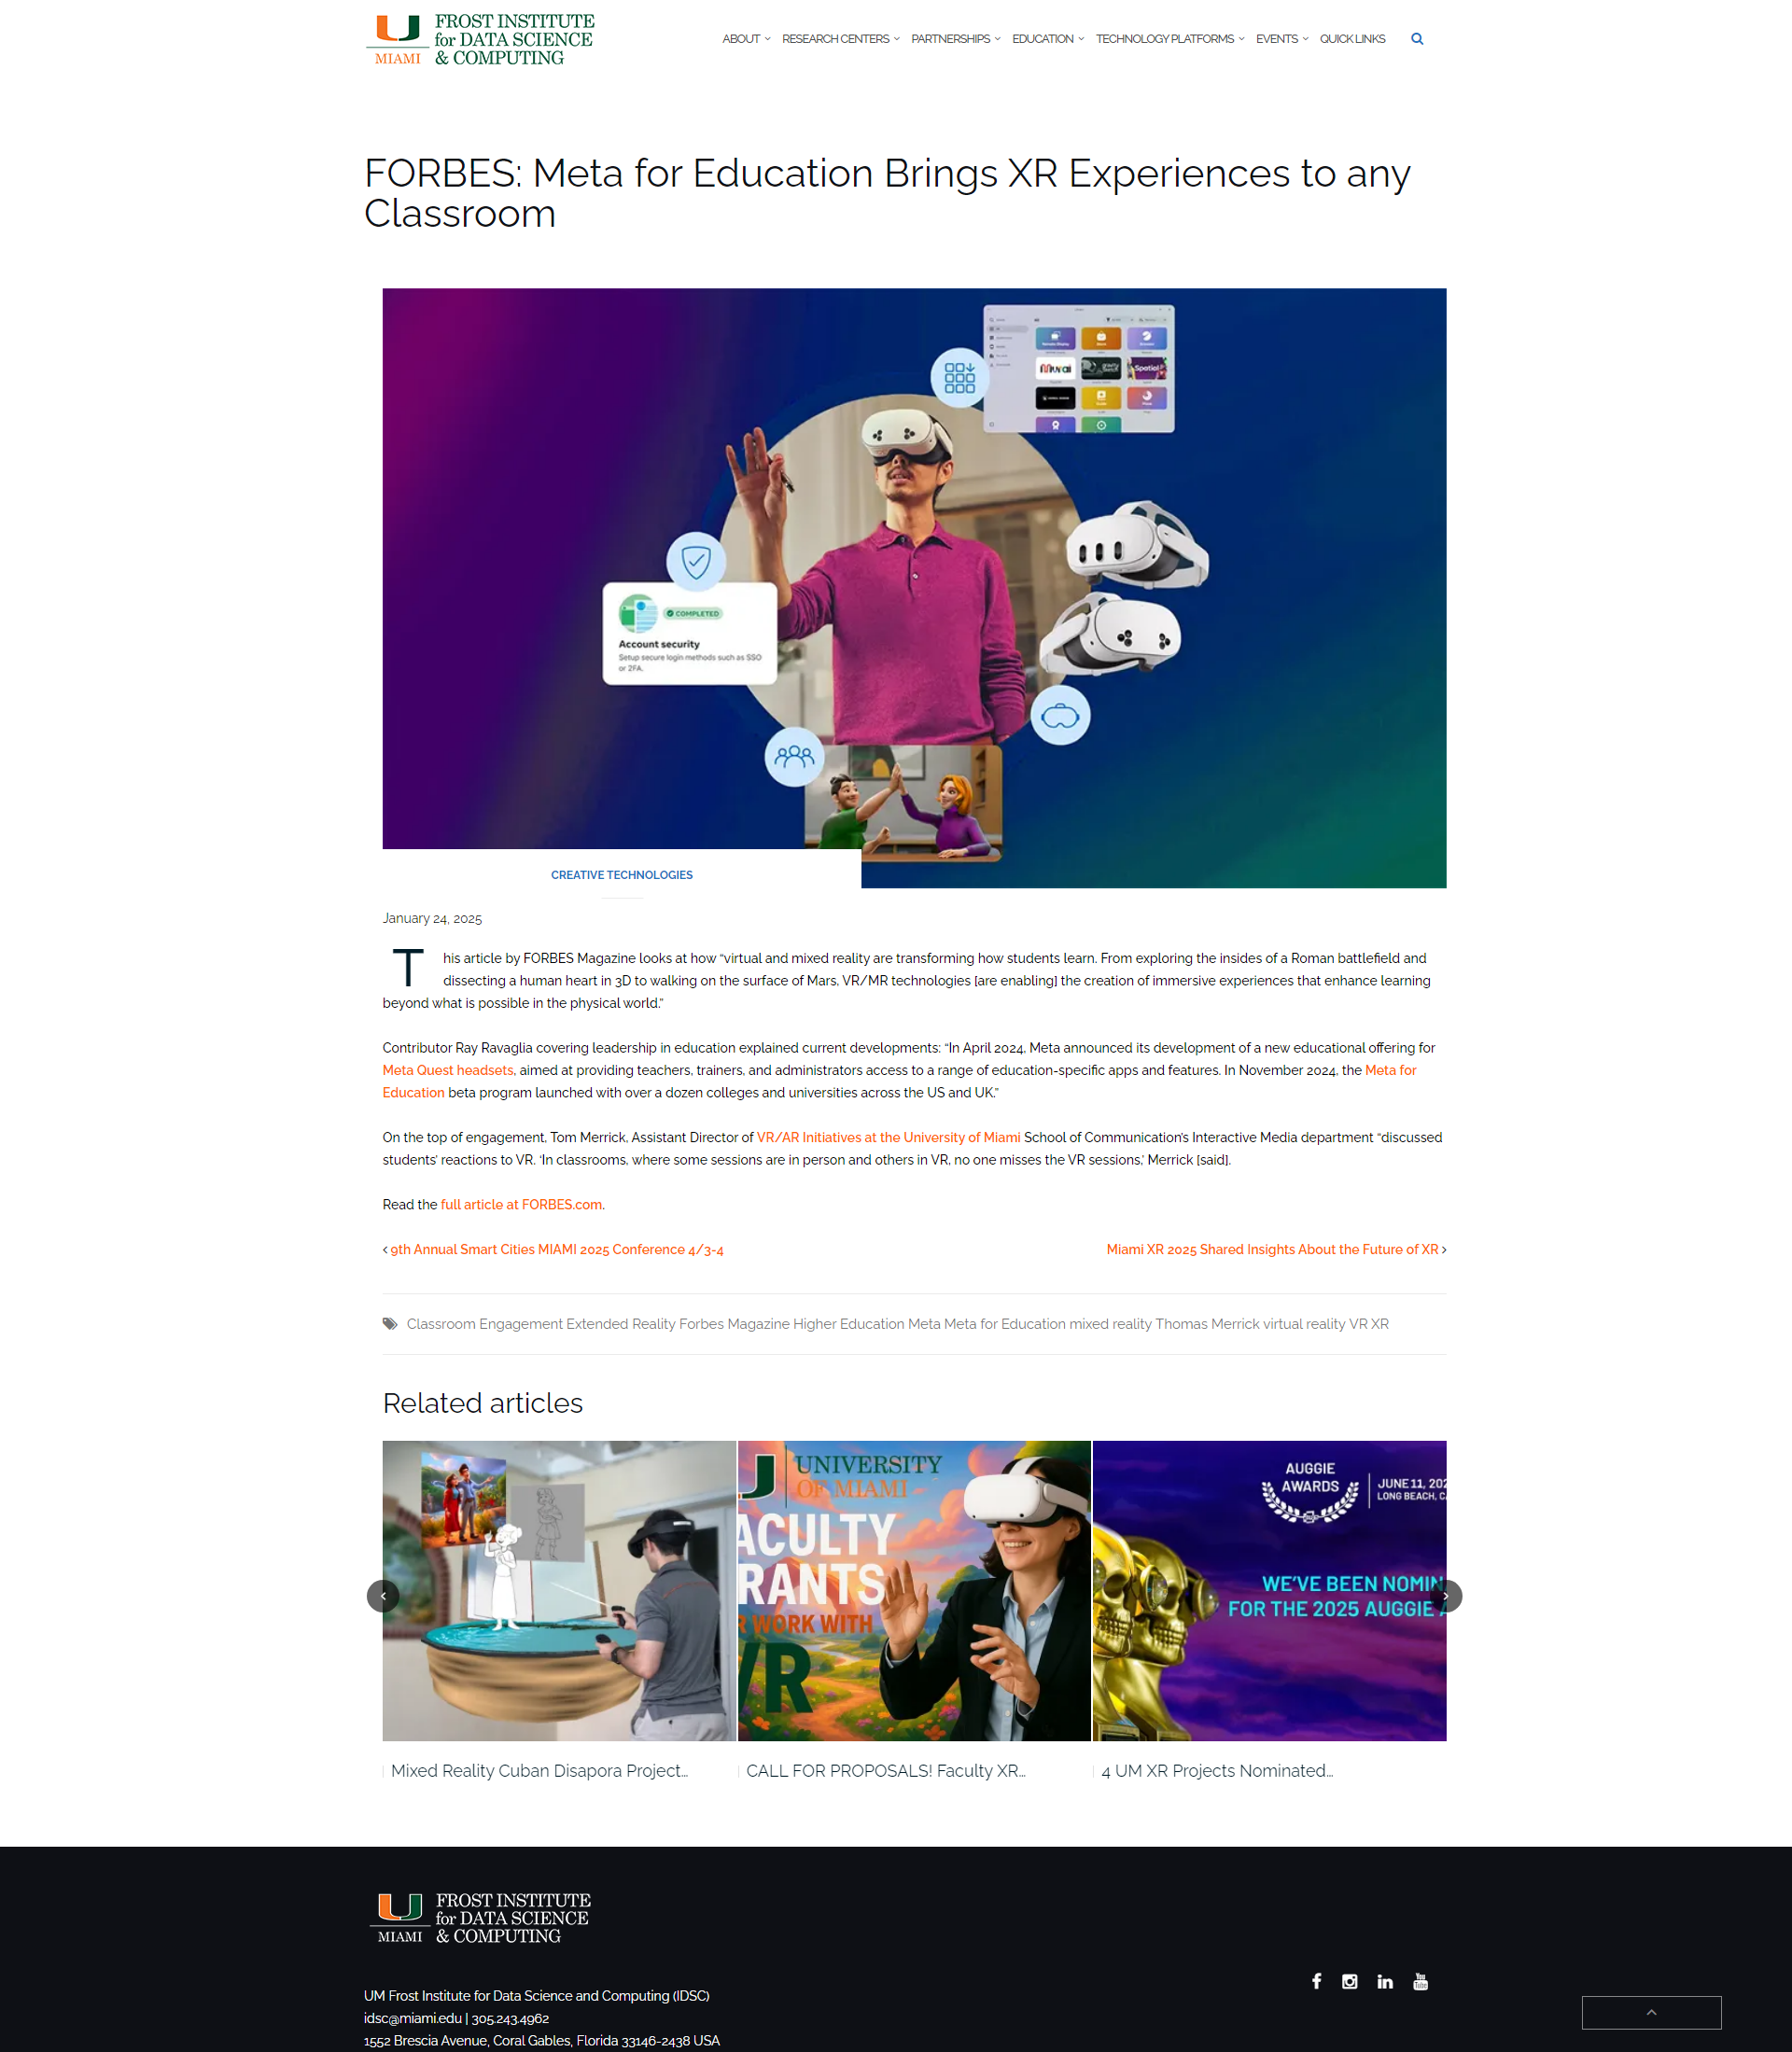 FROST INSTITUTE
for DATA SCIENCE
& COMPUTING
MIAMI
ABOUT RESEARCH CENTERS PARTNERSHIPS EDUCATION TECHNOLOGY PLATFORMS EVENTS QUICK LINKS
FORBES: Meta for Education Brings XR Experiences to any
Classroom
Spatial
COMPLETED
Account security
Setup secure login methods such as SSO
or 2FA.
CREATIVE TECHNOLOGIES
January 24, 2025
This article by FORBES Magazine looks at how “virtual and mixed reality are transforming how students learn. From exploring the insides of a Roman battlefield and
dissecting a human heart in 3D to walking on the surface of Mars, VR/MR technologies [are enabling] the creation of immersive experiences that enhance learning
beyond what is possible in the physical world.”
Contributor Ray Ravaglia covering leadership in education explained current developments: “In April 2024, Meta announced its development of a new educational offering for
Meta Quest headsets, aimed at providing teachers, trainers, and administrators access to a range of education-specific apps and features. In November 2024, the Meta for
Education beta program launched with over a dozen colleges and universities across the US and UK.”
On the top of engagement, Tom Merrick, Assistant Director of VR/AR Initiatives at the University of Miami School of Communication’s Interactive Media department “discussed
students’ reactions to VR. ‘In classrooms, where some sessions are in person and others in VR, no one misses the VR sessions,’ Merrick [said].
Read the full article at FORBES.com.
‹ 9th Annual Smart Cities MIAMI 2025 Conference 4/3-4
Miami XR 2025 Shared Insights About the Future of XR ›
Classroom Engagement Extended Reality Forbes Magazine Higher Education Meta Meta for Education mixed reality Thomas Merrick virtual reality VR XR
Related articles
UNIVERSITY
OF MIAMI
ACULTY
RANTS
R WORK WITH
VR
AUGGIE
AWARDS
JUNE 11, 202
LONG BEACH, CA
WE’VE BEEN NOMIN
FOR THE 2025 AUGGIE A
Mixed Reality Cuban Disapora Project...
CALL FOR PROPOSALS! Faculty XR...
4 UM XR Projects Nominated...
FROST INSTITUTE
for DATA SCIENCE
& COMPUTING
MIAMI
UM Frost Institute for Data Science and Computing (IDSC)
idsc@miami.edu | 305.243.4962
1552 Brescia Avenue, Coral Gables, Florida 33146-2438 USA